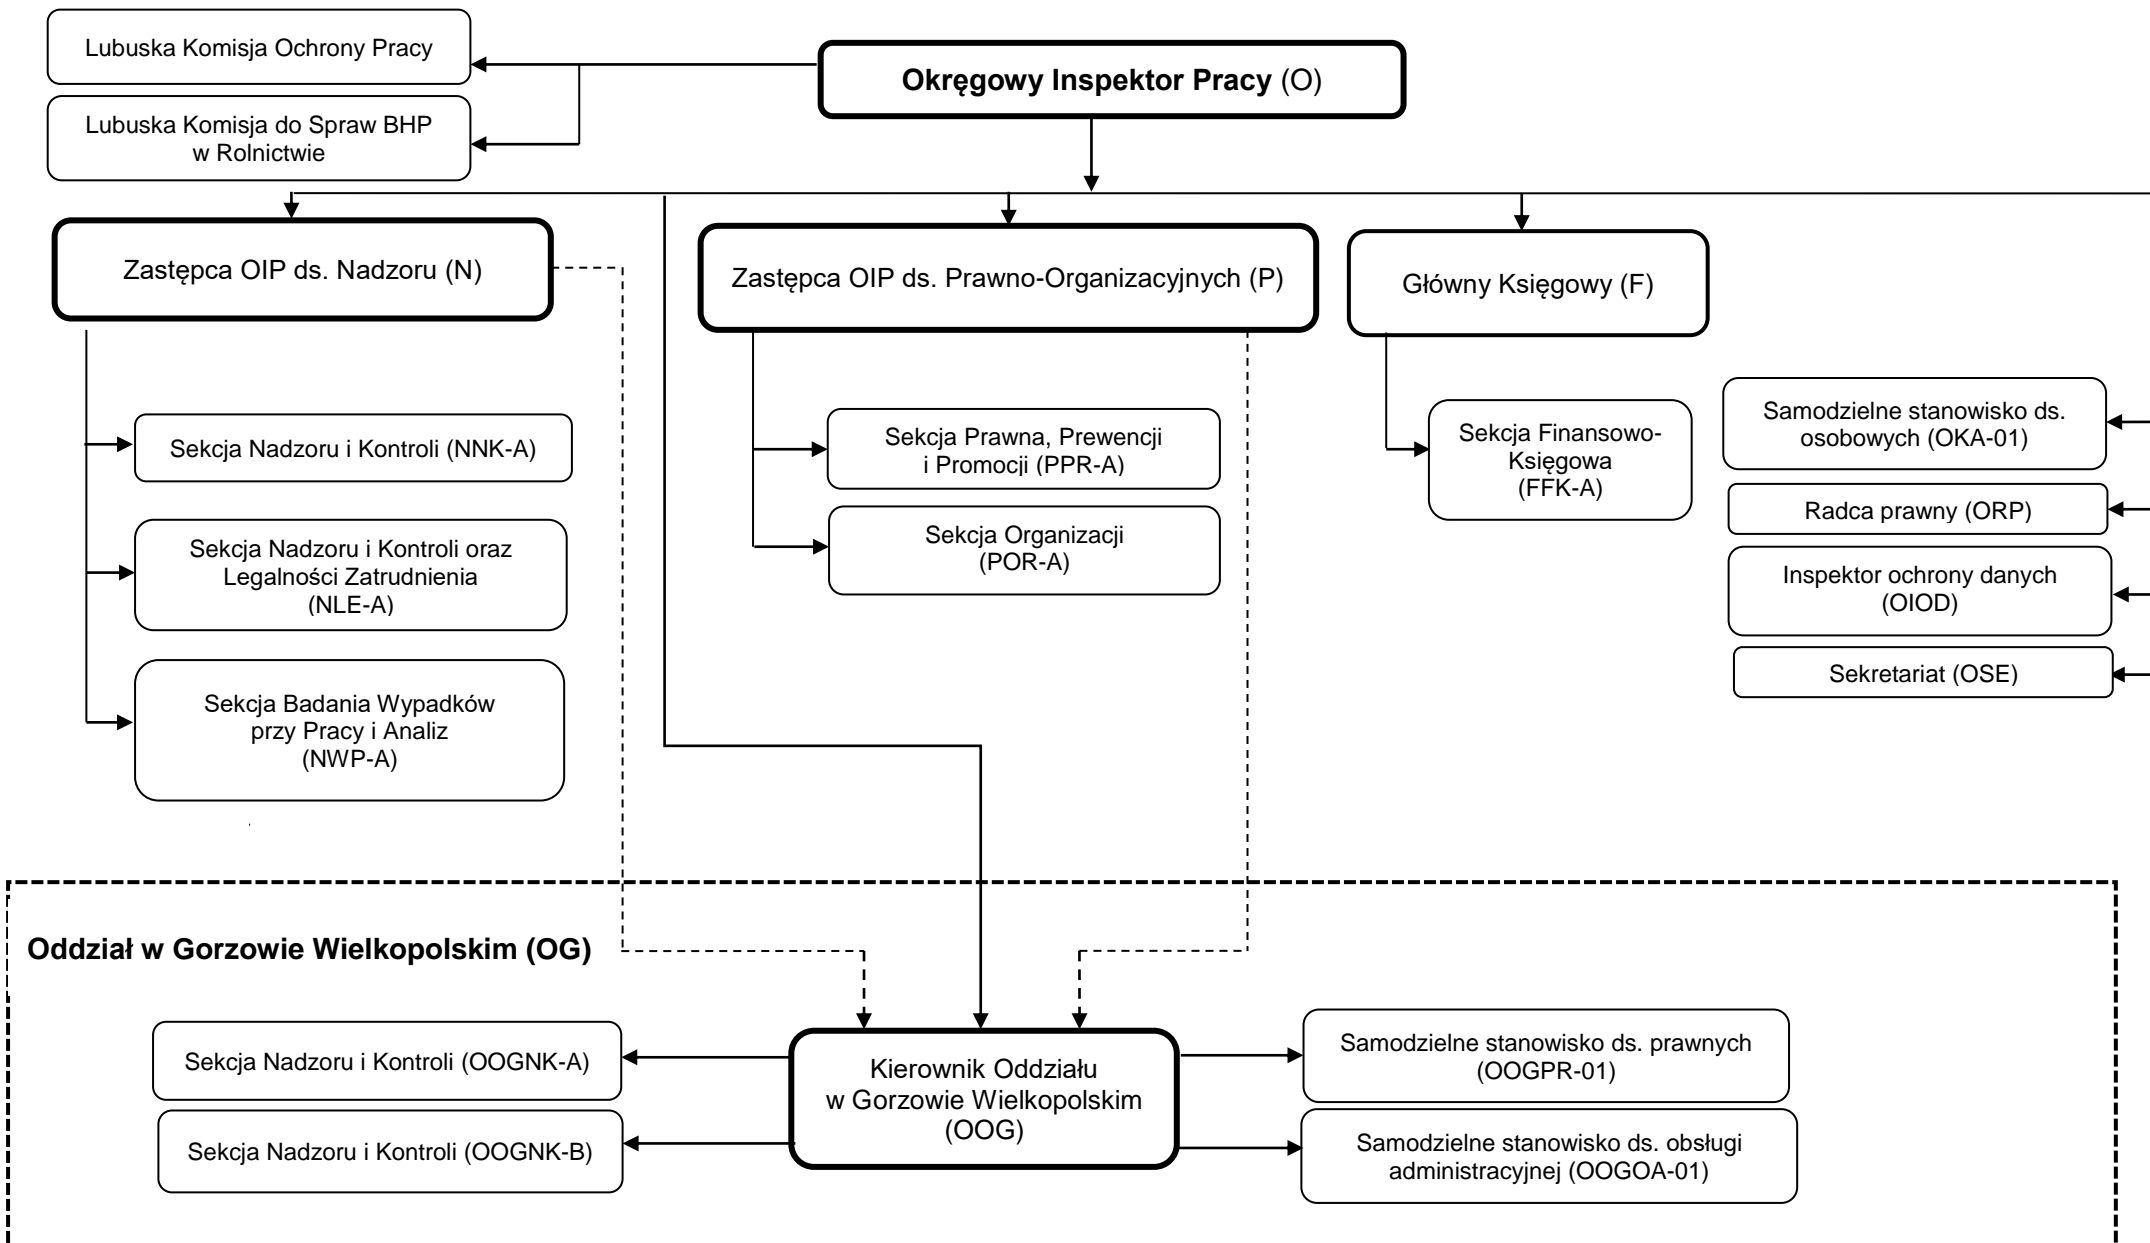 Lubuska Komisja Ochrony Pracy
Okręgowy Inspektor Pracy (O)
Lubuska Komisja do Spraw BHP
w Rolnictwie
Zastępca OIP ds. Nadzoru (N)
Zastępca OIP ds. Prawno-Organizacyjnych (P)
Główny Księgowy (F)
Sekcja Nadzoru i Kontroli (NNK-A)
Sekcja Nadzoru i Kontroli oraz
Legalności Zatrudnienia
(NLE-A)
Sekcja Badania Wypadków
przy Pracy i Analiz
(NWP-A)
Sekcja Prawna, Prewencji
i Promocji (PPR-A)
Sekcja Organizacji
(POR-A)
Sekcja Finansowo-
Księgowa
(FFK-A)
Samodzielne stanowisko ds.
osobowych (OKA-01)
Radca prawny (ORP)
Inspektor ochrony danych
(OIOD)
Sekretariat (OSE)
Oddział w Gorzowie Wielkopolskim (OG)
Sekcja Nadzoru i Kontroli (OOGNK-A)
Sekcja Nadzoru i Kontroli (OOGNK-B)
Kierownik Oddziału
w Gorzowie Wielkopolskim
(OOG)
Samodzielne stanowisko ds. prawnych
(OOGPR-01)
Samodzielne stanowisko ds. obsługi
administracyjnej (OOGOA-01)